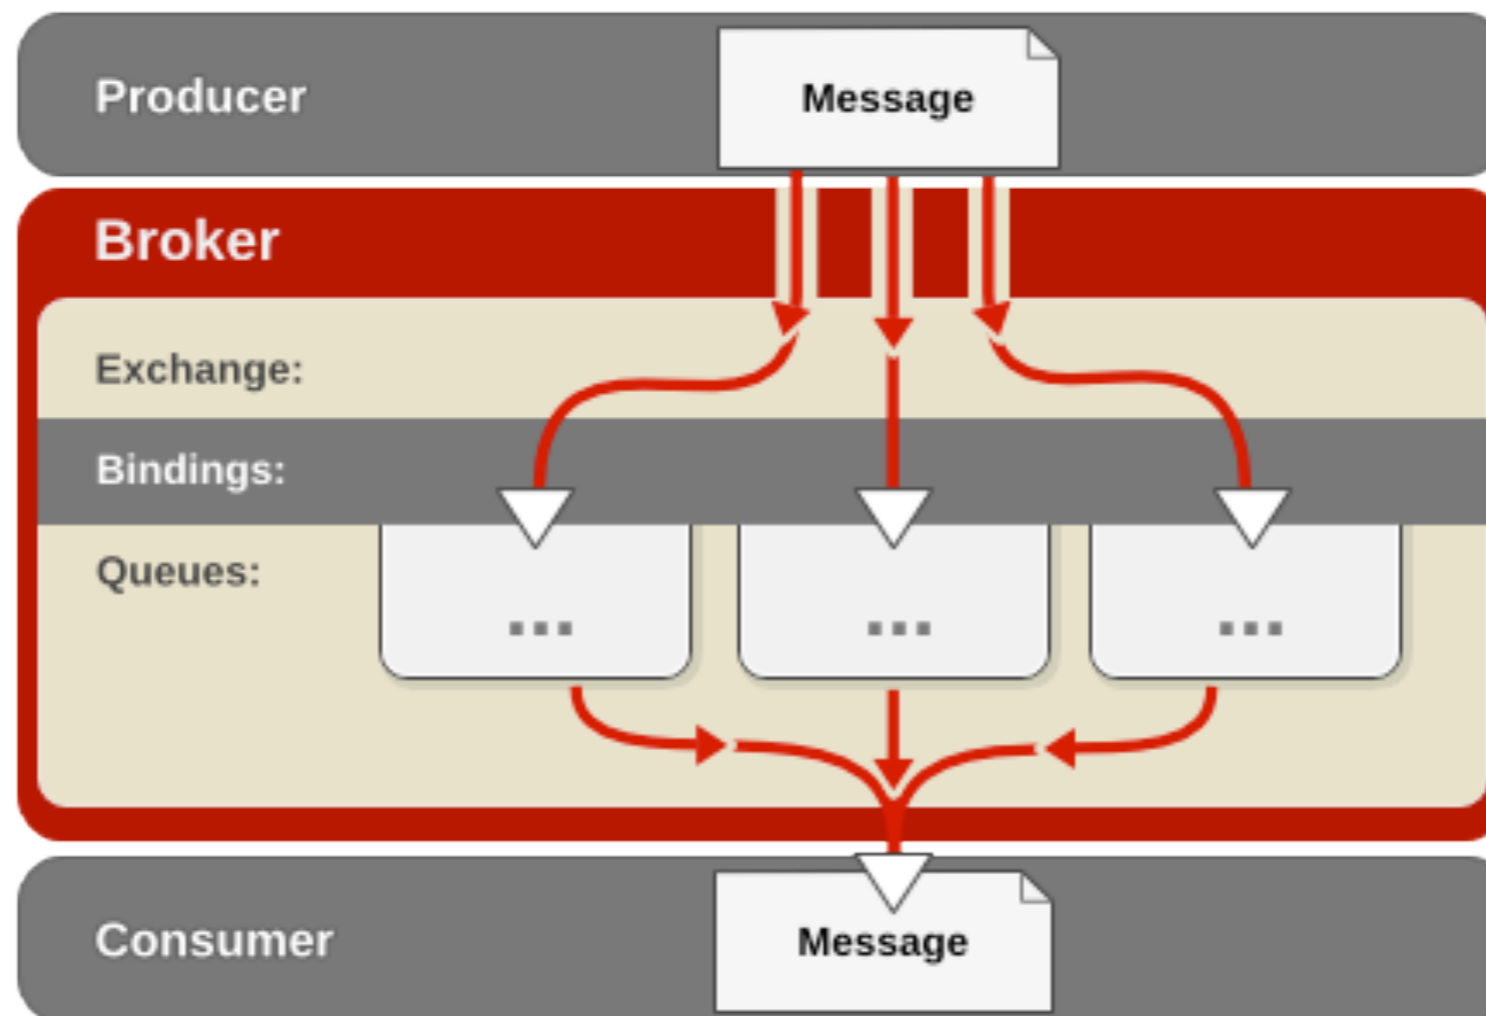 Producer
Message
Broker
Exchange:
Bindings:
Queues:
...
...
...
Consumer
Message